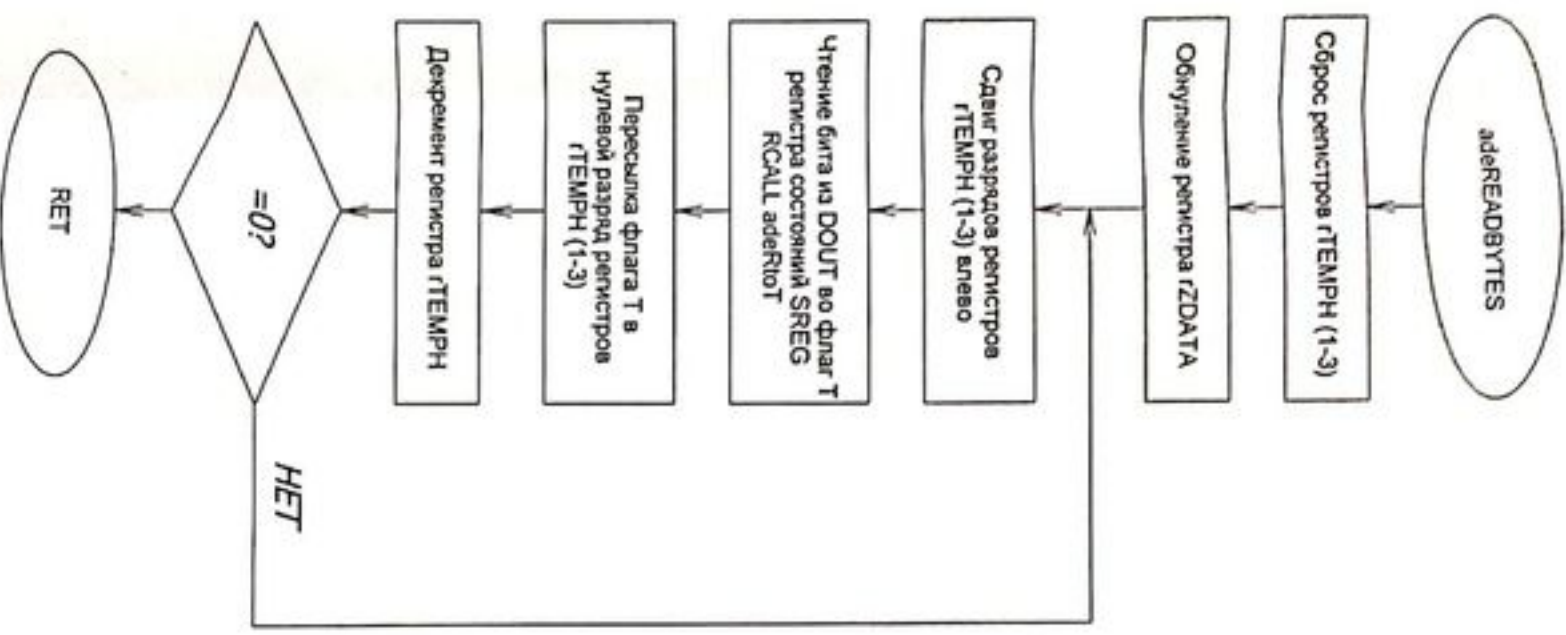 adeREADBYTES
Сброс регистров rTEMPH (1-3)
Обнуление регистра rZDATA
Сдвиг разрядов регистров
rTEMPH (1-3) влево
Чтение бита из DOUT во флаг T
регистра состояний SREG
RCALL adeRtoT
Пересылка флага T в
нулевой разряд регистров
rTEMPH (1-3)
Декремент регистра rTEMPH
=0?
НЕТ
RET